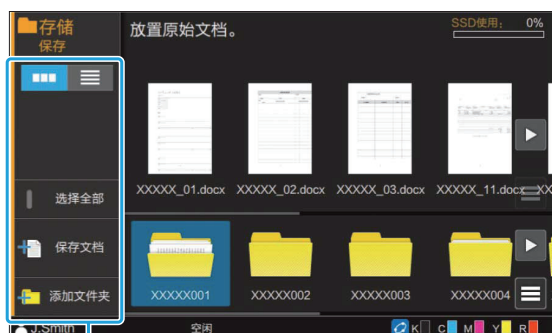 存储
保存
放置原始文档。
SSD使用： 0%
XXXXX_01.docx XXXXX_02.docx XXXXX_03.docx XXXXX_11.docx XX
选择全部
保存文档
添加文件夹
XXXXX001 XXXXX002 XXXXX003 XXXXX004
J.Smith 空闲 K C M Y R